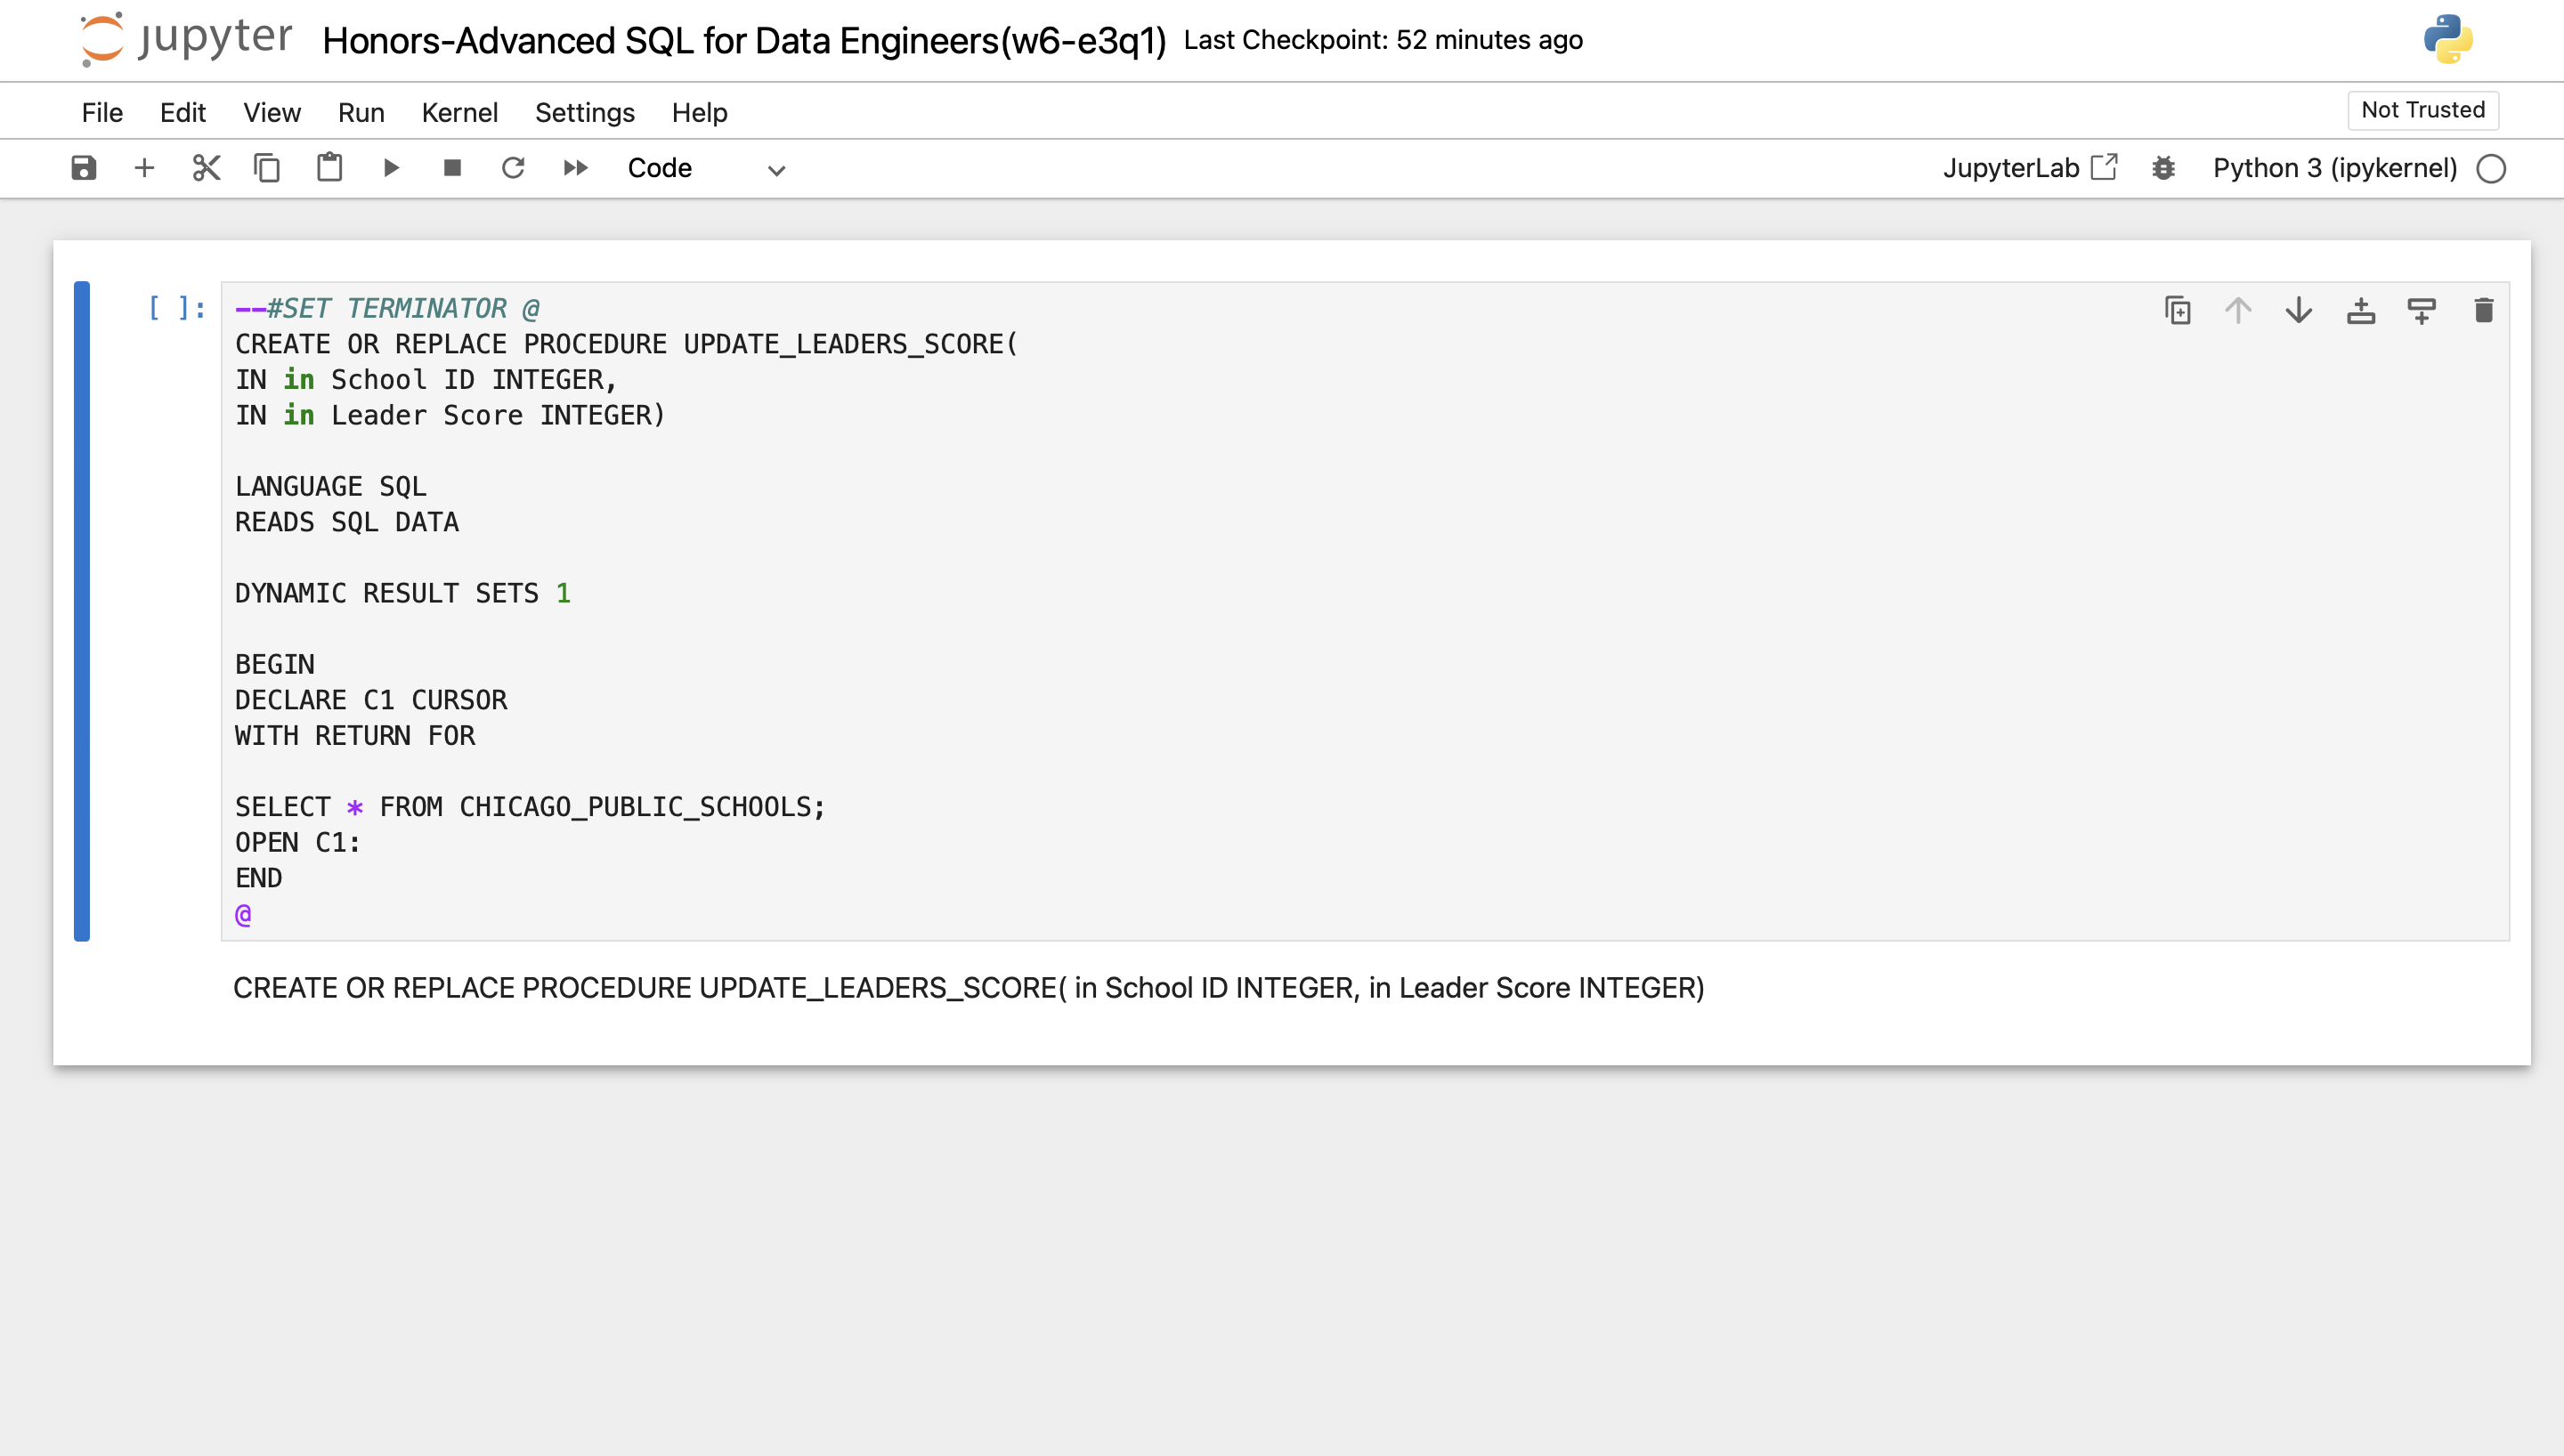 jupyter Honors-Advanced SQL for Data Engineers(w6-e3q1) Last Checkpoint: 52 minutes ago
File Edit View Run Kernel Settings Help Not Trusted
Code JupyterLab Python 3 (ipykernel)
[ ]: --#SET TERMINATOR @
CREATE OR REPLACE PROCEDURE UPDATE_LEADERS_SCORE(
IN in School ID INTEGER,
IN in Leader Score INTEGER)
LANGUAGE SQL
READS SQL DATA
DYNAMIC RESULT SETS 1
BEGIN
DECLARE C1 CURSOR
WITH RETURN FOR
SELECT * FROM CHICAGO_PUBLIC_SCHOOLS;
OPEN C1:
END
@
CREATE OR REPLACE PROCEDURE UPDATE_LEADERS_SCORE( in School ID INTEGER, in Leader Score INTEGER)